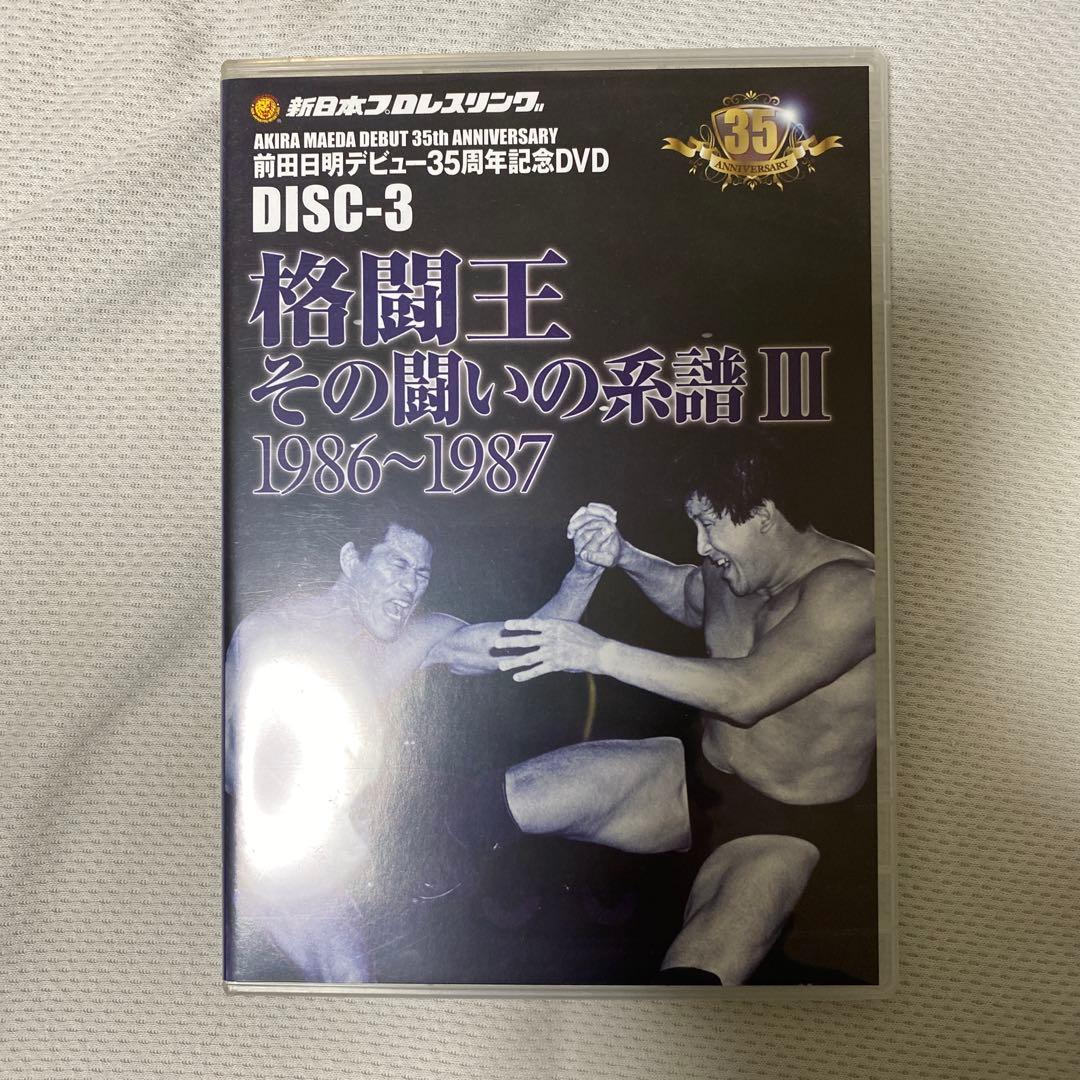 新日本プロレスリング
AKIRA MAEDA DEBUT 35th ANNIVERSARY
前田日明デビュー35周年記念DVD
DISC-3
35
ANNIVERSARY
格闘王
その闘いの系譜 III
1986~1987